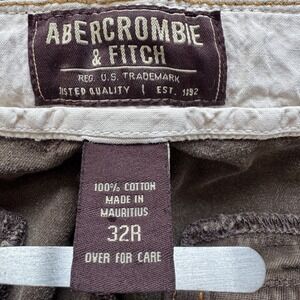 ABERCROMBIE
& FITCH
REG. U.S. TRADEMARK
TESTED QUALITY | EST. 1892
100% COTTON
MADE IN
MAURITIUS
32R
OVER FOR CARE